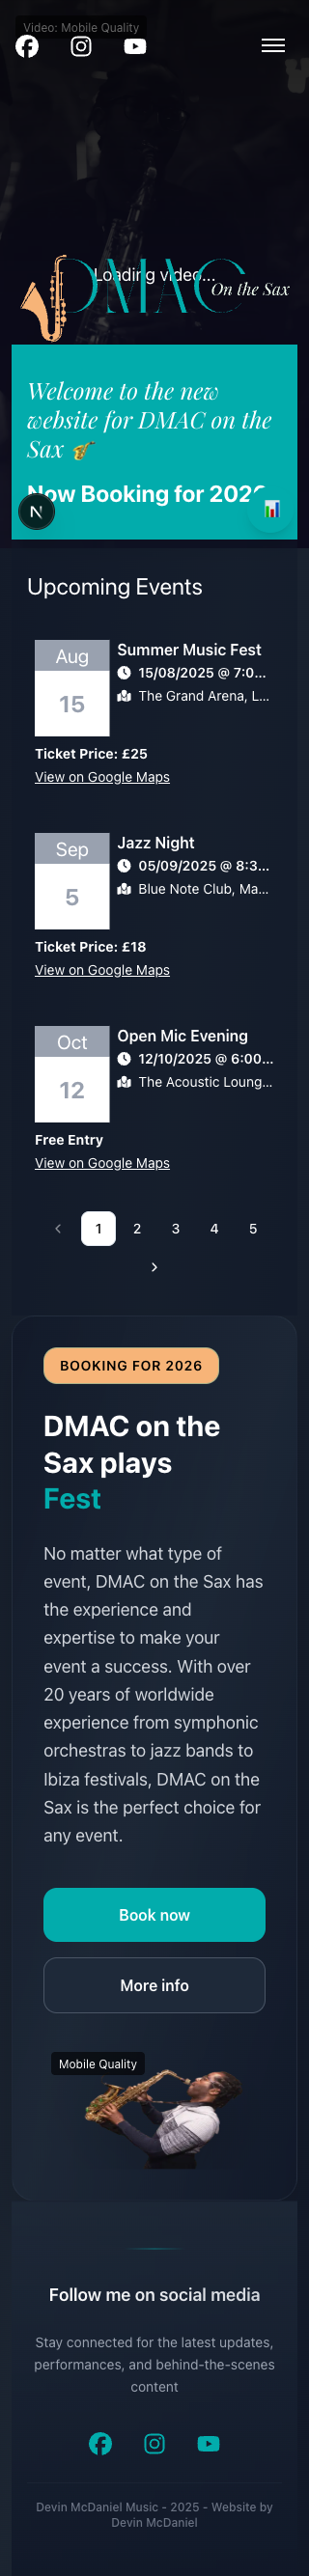 Video: Mobile Quality
Loading video...
DMAC
On the Sax
Welcome to the new
website for DMAC on the
Sax 🎷
Now Booking for 2026
N
Upcoming Events
Aug
15
Summer Music Fest
15/08/2025 @ 7:0...
The Grand Arena, L...
Ticket Price: £25
View on Google Maps
Sep
5
Jazz Night
05/09/2025 @ 8:3...
Blue Note Club, Ma...
Ticket Price: £18
View on Google Maps
Oct
12
Open Mic Evening
12/10/2025 @ 6:00...
The Acoustic Loung...
Free Entry
View on Google Maps
‹ 1 2 3 4 5
›
BOOKING FOR 2026
DMAC on the
Sax plays
Fest
No matter what type of
event, DMAC on the Sax has
the experience and
expertise to make your
event a success. With over
20 years of worldwide
experience from symphonic
orchestras to jazz bands to
Ibiza festivals, DMAC on the
Sax is the perfect choice for
any event.
Book now
More info
Mobile Quality
Follow me on social media
Stay connected for the latest updates,
performances, and behind-the-scenes
content
Devin McDaniel Music - 2025 - Website by
Devin McDaniel